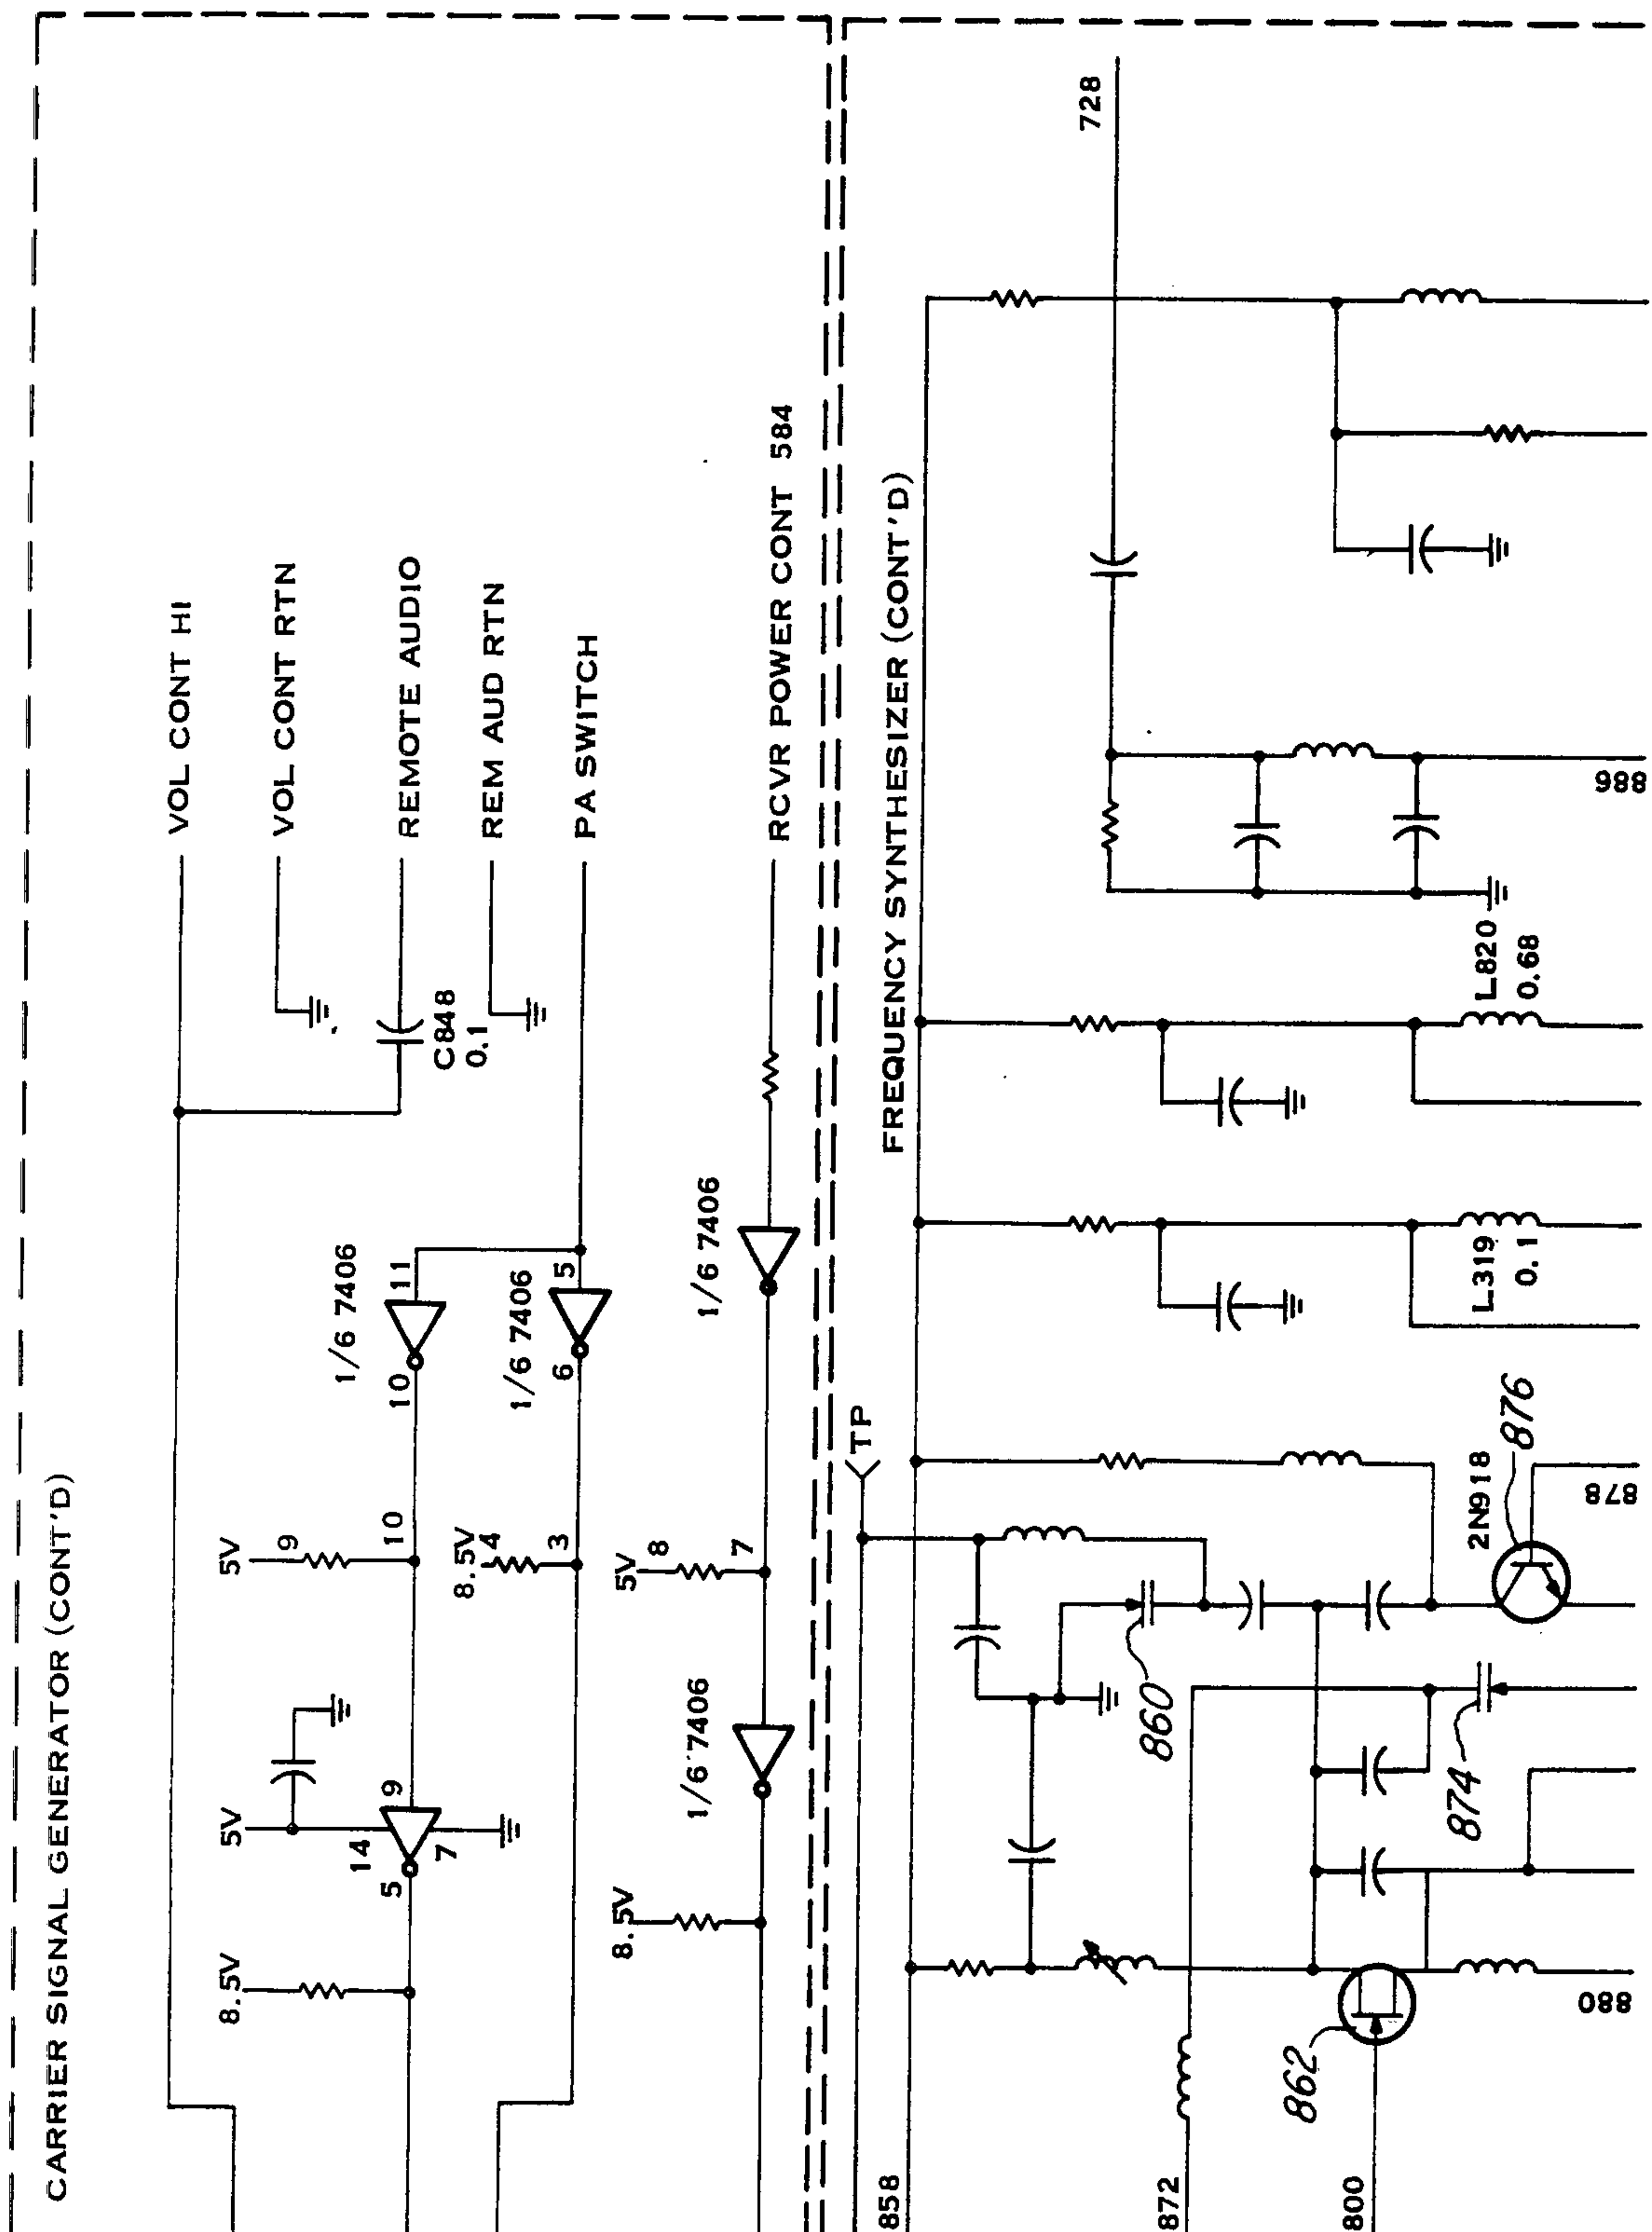 CARRIER SIGNAL GENERATOR (CONT'D)
VOL CONT HI
VOL CONT RTN
REMOTE AUDIO
REM AUD RTN
PA SWITCH
RCVR POWER CONT 584
C848
0.1
1/6 7406
11
10
1/6 7406
5
6
1/6 7406
5V
9
10
8.5V
4
3
5V
8
7
1/6 7406
5V
14
9
5
7
8.5V
8.5V
FREQUENCY SYNTHESIZER (CONT'D)
728
886
L820
0.68
L319
0.1
TP
2N918
876
878
860
874
862
880
858
872
800